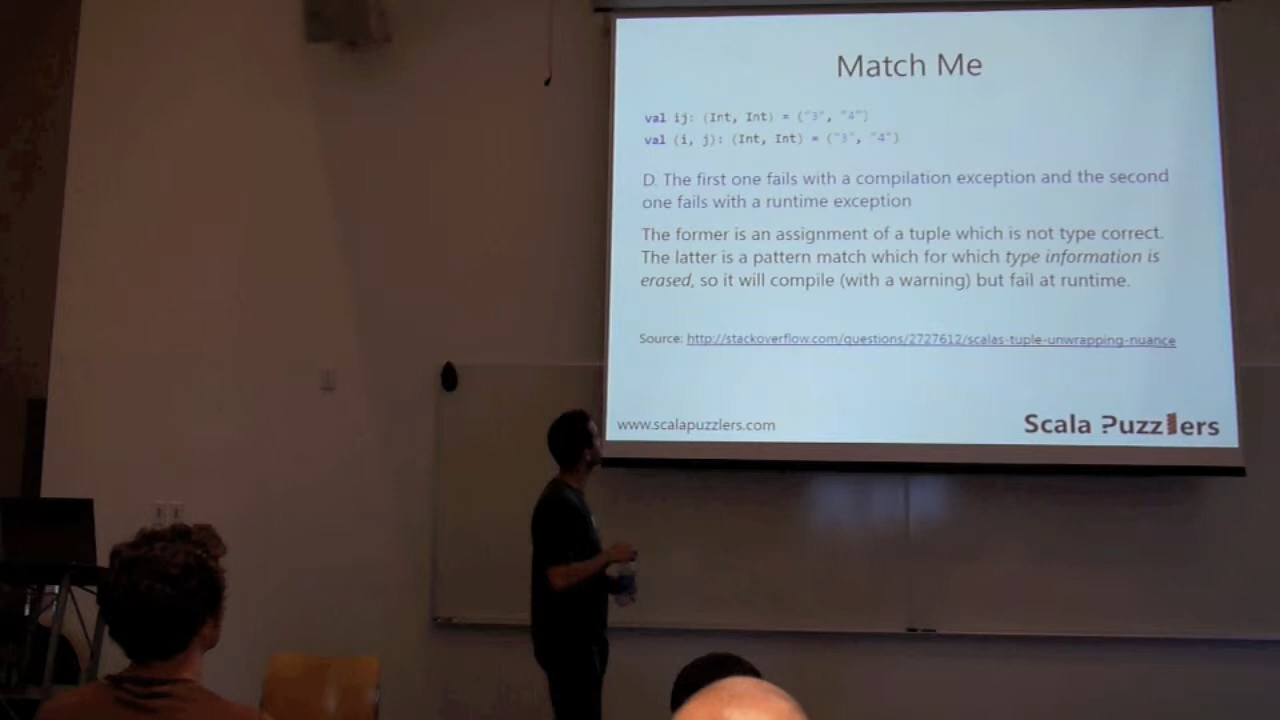 Match Me
val ij: (Int, Int) = ("3", "4")
val (i, j): (Int, Int) = ("3", "4")
D. The first one fails with a compilation exception and the second
one fails with a runtime exception
The former is an assignment of a tuple which is not type correct.
The latter is a pattern match which for which type information is
erased, so it will compile (with a warning) but fail at runtime.
Source: http://stackoverflow.com/questions/2727612/scalas-tuple-unwrapping-nuance
www.scalapuzzlers.com
Scala Puzzlers